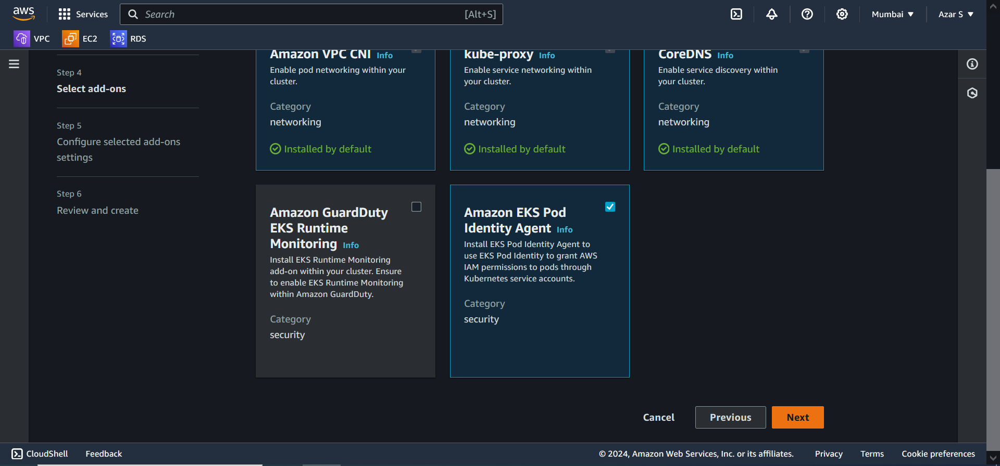 aws
Services
Search
[Alt+S]
Mumbai
Azar S
VPC
EC2
RDS
Step 4
Select add-ons
Step 5
Configure selected add-ons
settings
Step 6
Review and create
Amazon VPC CNI Info
Enable pod networking within your
cluster.
Category
networking
Installed by default
kube-proxy Info
Enable service networking within
your cluster.
Category
networking
Installed by default
CoreDNS Info
Enable service discovery within
your cluster.
Category
networking
Installed by default
Amazon GuardDuty
EKS Runtime
Monitoring Info
Install EKS Runtime Monitoring
add-on within your cluster. Ensure
to enable EKS Runtime Monitoring
within Amazon GuardDuty.
Category
security
Amazon EKS Pod
Identity Agent Info
Install EKS Pod Identity Agent to
use EKS Pod Identity to grant AWS
IAM permissions to pods through
Kubernetes service accounts.
Category
security
Cancel
Previous
Next
CloudShell
Feedback
© 2024, Amazon Web Services, Inc. or its affiliates.
Privacy
Terms
Cookie preferences